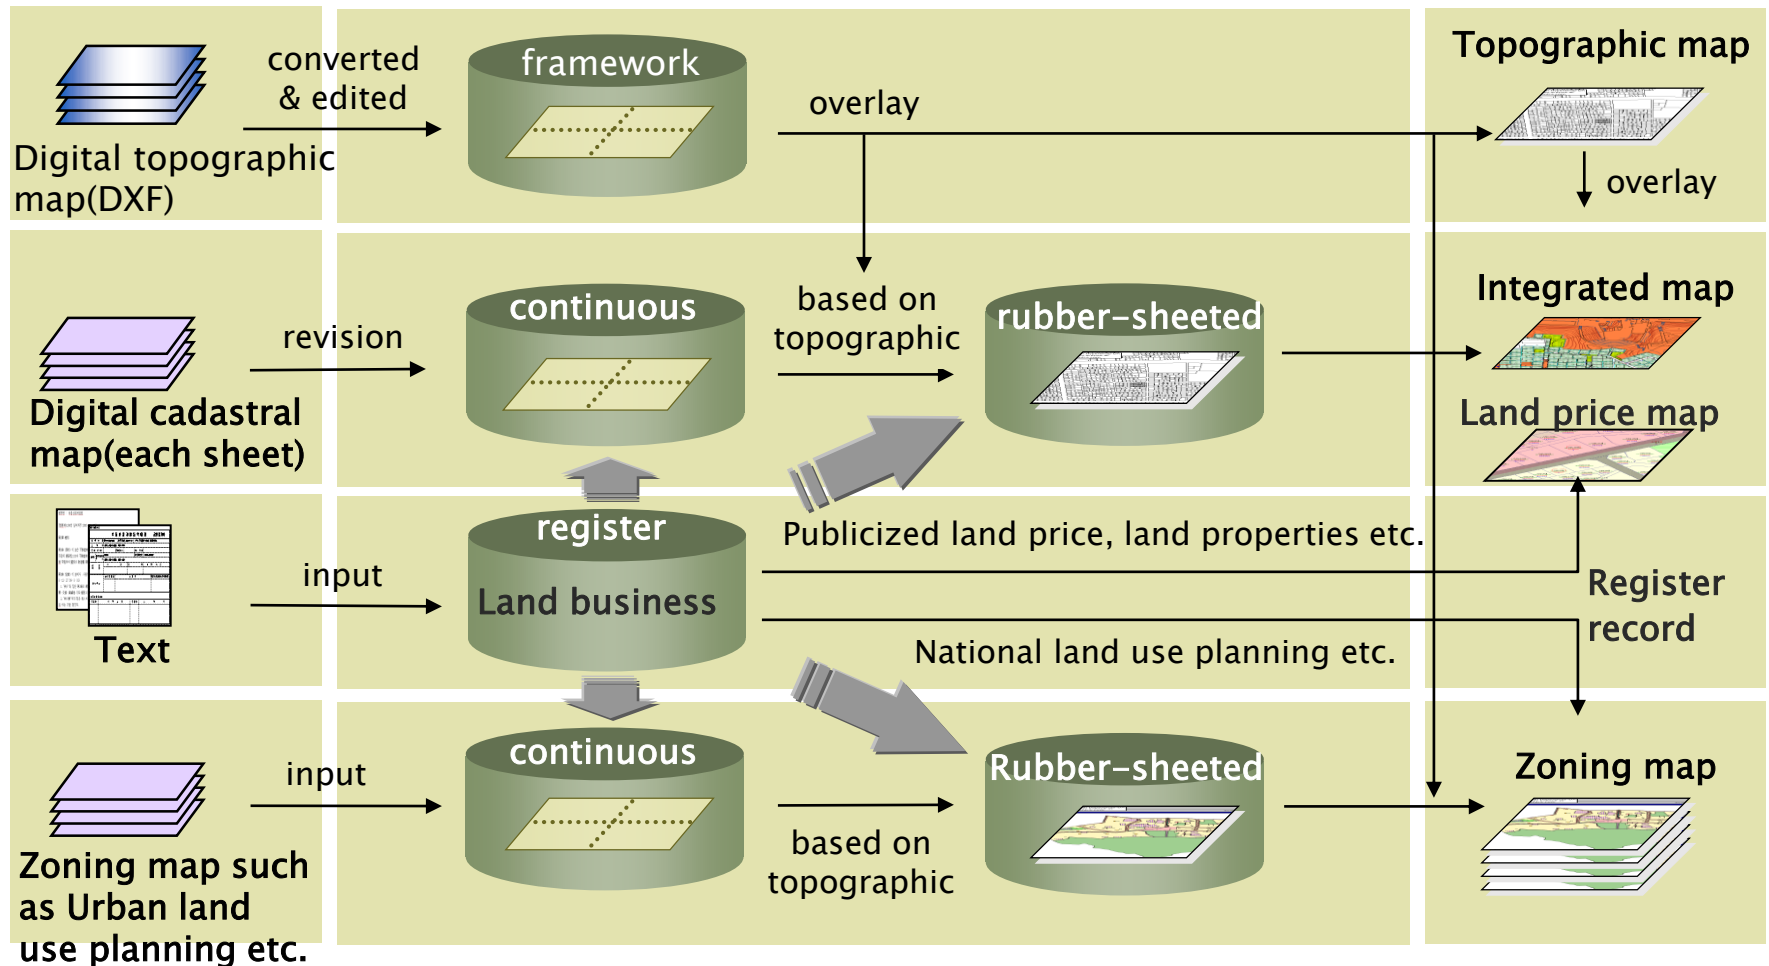 converted
& edited
framework
overlay
Topographic map
Digital topographic
map(DXF)
overlay
revision
continuous
based on
topographic
rubber-sheeted
Integrated map
Land price map
Digital cadastral
map(each sheet)
register
Land business
Publicized land price, land properties etc.
input
Text
Register
record
National land use planning etc.
input
continuous
based on
topographic
Rubber-sheeted
Zoning map
Zoning map such
as Urban land
use planning etc.